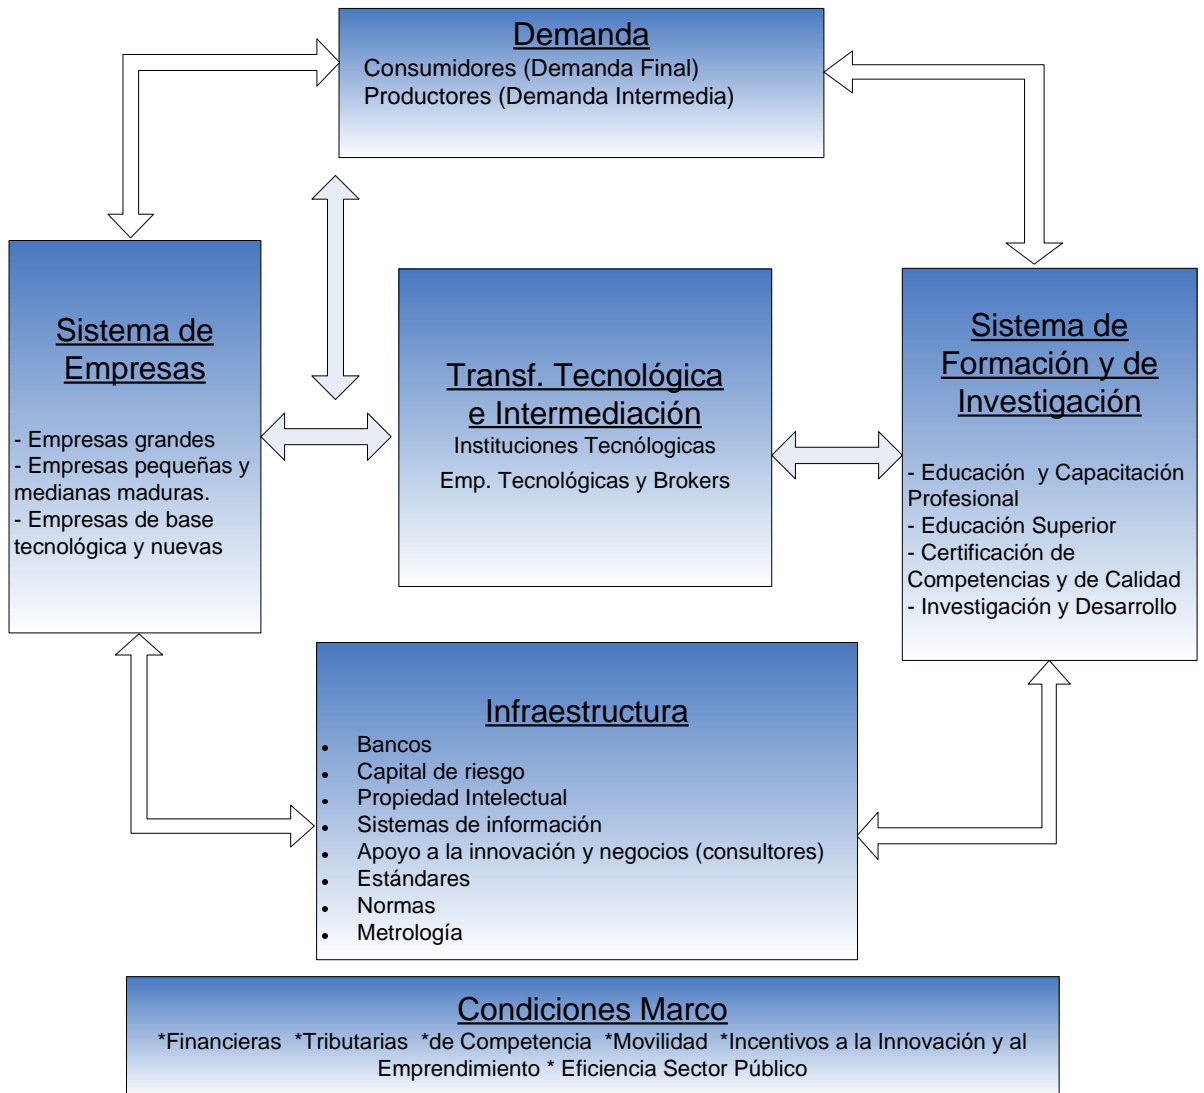 Demanda
Consumidores (Demanda Final)
Productores (Demanda Intermedia)
Sistema de
Empresas
- Empresas grandes
- Empresas pequeñas y
medianas maduras.
- Empresas de base
tecnológica y nuevas
Transf. Tecnológica
e Intermediación
Instituciones Tecnólogicas
Emp. Tecnológicas y Brokers
Sistema de
Formación y de
Investigación
- Educación  y Capacitación
Profesional
- Educación Superior
- Certificación de
Competencias y de Calidad
- Investigación y Desarrollo
Infraestructura
• Bancos
• Capital de riesgo
• Propiedad Intelectual
• Sistemas de información
• Apoyo a la innovación y negocios (consultores)
• Estándares
• Normas
• Metrología
Condiciones Marco
*Financieras  *Tributarias  *de Competencia  *Movilidad  *Incentivos a la Innovación y al
Emprendimiento * Eficiencia Sector Público